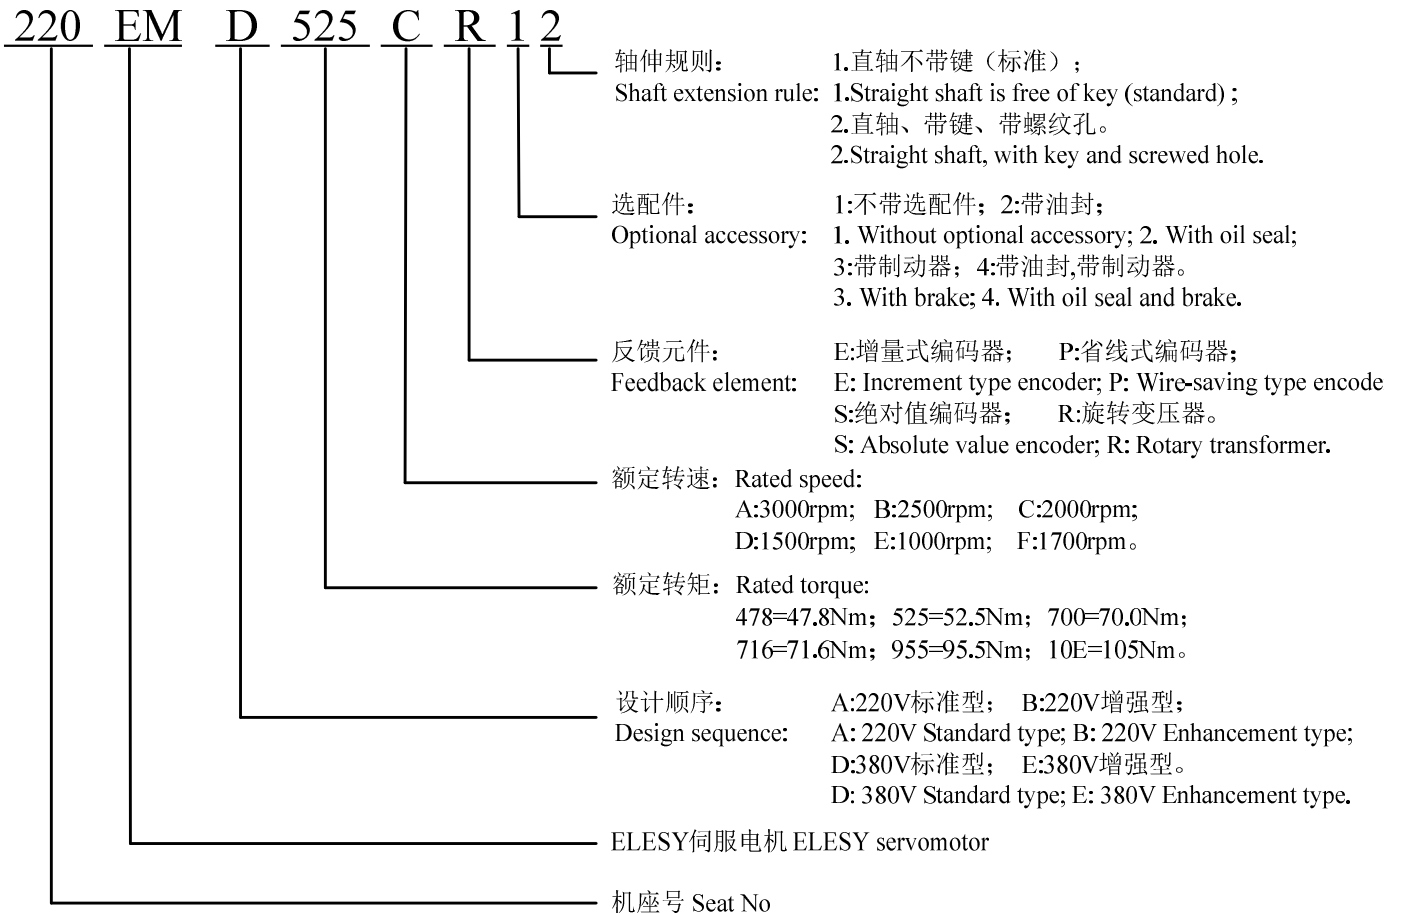 220 EM D 525 C R 1 2
轴伸规则： 1.直轴不带键（标准）；
Shaft extension rule: 1.Straight shaft is free of key (standard) ;
2.直轴、带键、带螺纹孔。
2.Straight shaft, with key and screwed hole.
选配件： 1:不带选配件；2:带油封；
Optional accessory: 1. Without optional accessory; 2. With oil seal;
3:带制动器；4:带油封,带制动器。
3. With brake; 4. With oil seal and brake.
反馈元件： E:增量式编码器； P:省线式编码器；
Feedback element: E: Increment type encoder; P: Wire-saving type encode
S:绝对值编码器； R:旋转变压器。
S: Absolute value encoder; R: Rotary transformer.
额定转速：Rated speed:
A:3000rpm; B:2500rpm; C:2000rpm;
D:1500rpm; E:1000rpm; F:1700rpm。
额定转矩：Rated torque:
478=47.8Nm；525=52.5Nm；700=70.0Nm；
716=71.6Nm；955=95.5Nm；10E=105Nm。
设计顺序： A:220V标准型； B:220V增强型；
Design sequence: A: 220V Standard type; B: 220V Enhancement type;
D:380V标准型； E:380V增强型。
D: 380V Standard type; E: 380V Enhancement type.
ELESY伺服电机 ELESY servomotor
机座号 Seat No